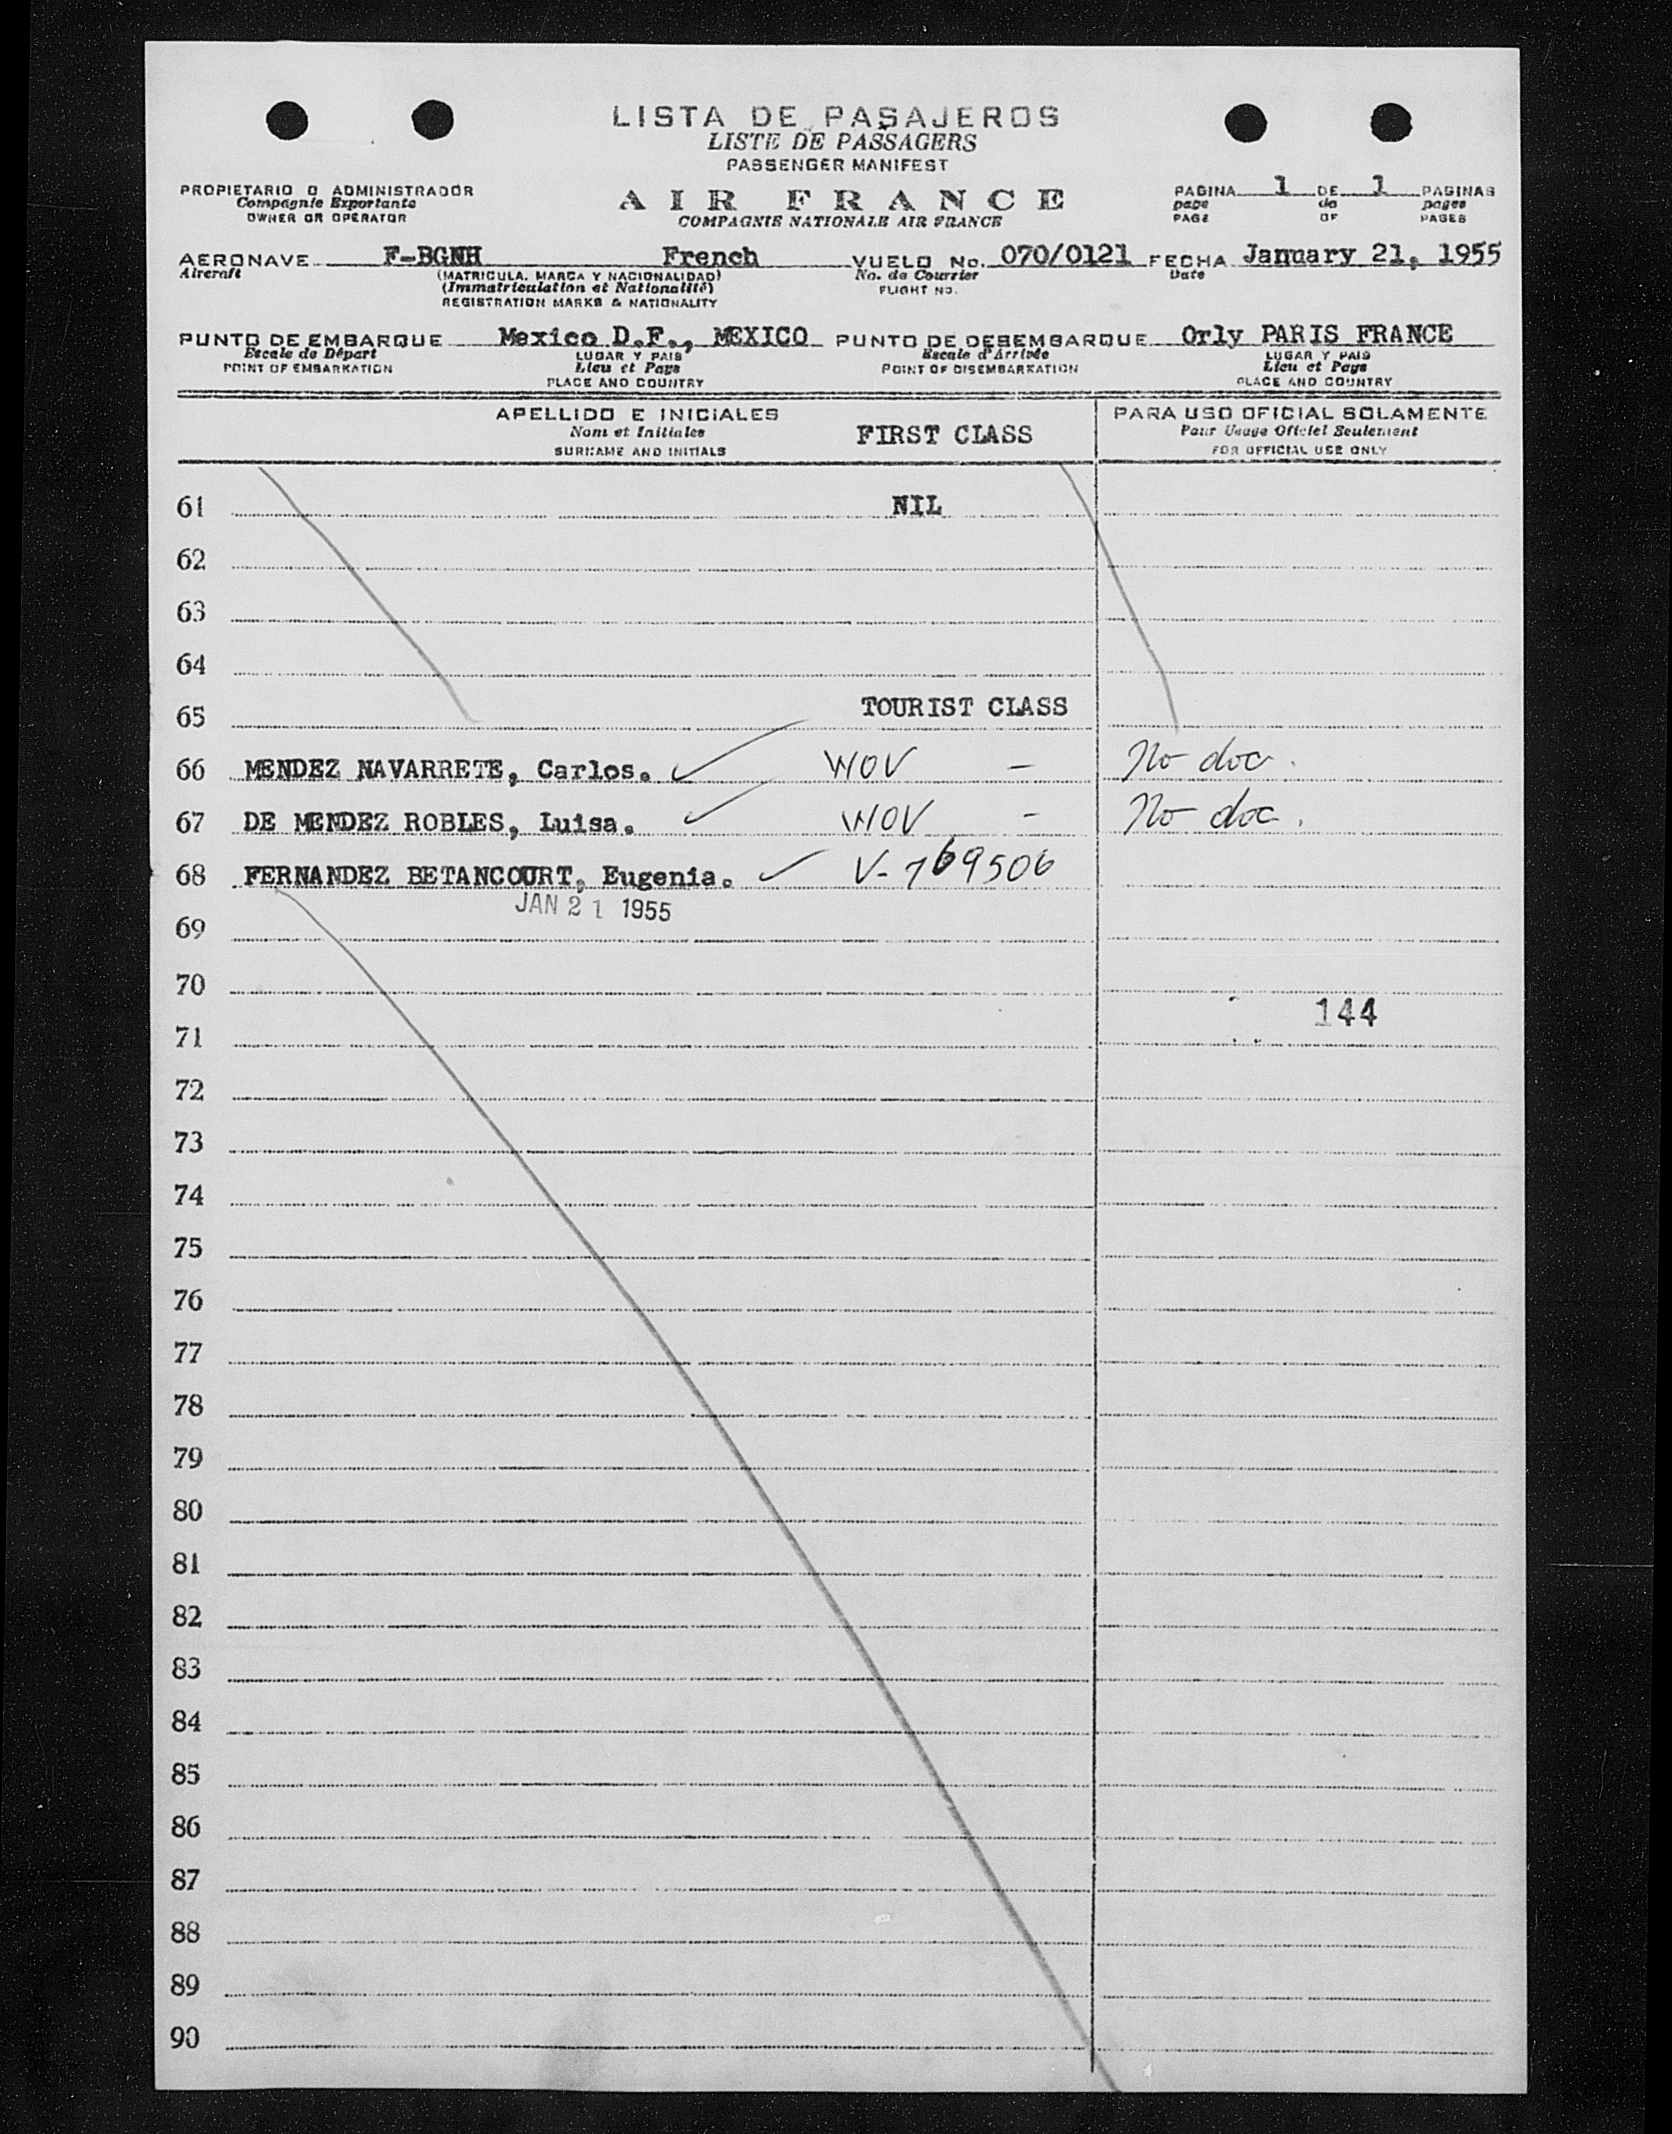 LISTA DE PASAJEROS
LISTE DE PASSAGERS
PASSENGER MANIFEST
PROPIETARIO O ADMINISTRADOR
Compagnie Exportante
OWNER OR OPERATOR
AIR FRANCE
COMPAGNIE NATIONALE AIR FRANCE
PAGINA 1 DE 1 PAGINAS
page de pages
PAGE OF PAGES
AERONAVE F-BGNH French VUELO No. 070/0121 FECHA January 21, 1955
Aircraft (MATRICULA, MARCA Y NACIONALIDAD) No. de Courrier Date
(Immatriculation et Nationalité) FLIGHT NO.
REGISTRATION MARKS & NATIONALITY
PUNTO DE EMBARQUE Mexico D.F., MEXICO PUNTO DE DESEMBARQUE Orly PARIS FRANCE
Escale de Départ LUGAR Y PAIS Escale d'Arrivée LUGAR Y PAIS
POINT OF EMBARKATION Lieu et Pays POINT OF DISEMBARKATION Lieu et Pays
PLACE AND COUNTRY PLACE AND COUNTRY
APELLIDO E INICIALES PARA USO OFICIAL SOLAMENTE
Nom et Initiales FIRST CLASS Pour Usage Officiel Seulement
SURNAME AND INITIALS FOR OFFICIAL USE ONLY
61 NIL
62
63
64
65 TOURIST CLASS
66 MENDEZ NAVARRETE, Carlos. WOV - No doc.
67 DE MENDEZ ROBLES, Luisa. WOV - No doc.
68 FERNANDEZ BETANCOURT, Eugenia. V-769506
JAN 21 1955
69
70
144
71
72
73
74
75
76
77
78
79
80
81
82
83
84
85
86
87
88
89
90